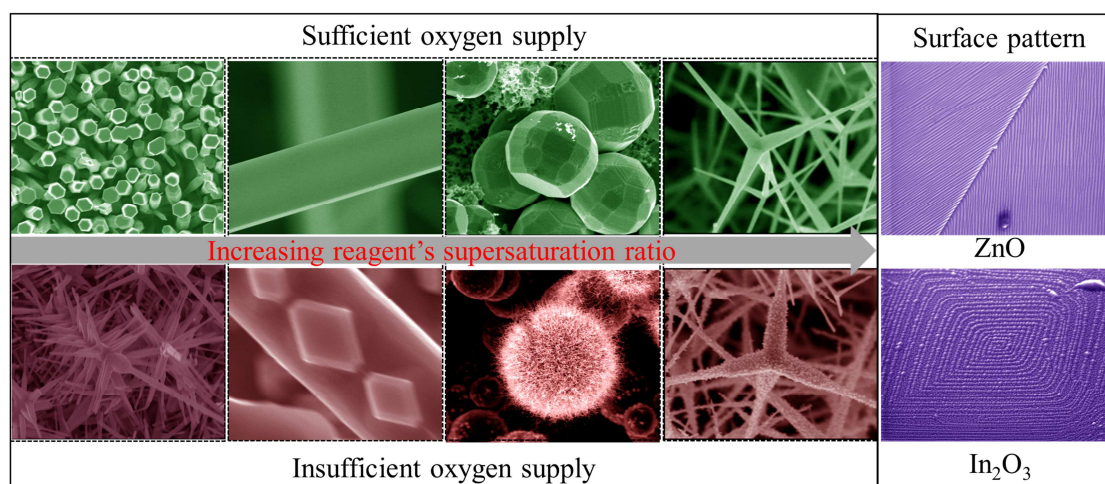 Sufficient oxygen supply
Surface pattern
Increasing reagent's supersaturation ratio
ZnO
Insufficient oxygen supply
In₂O₃